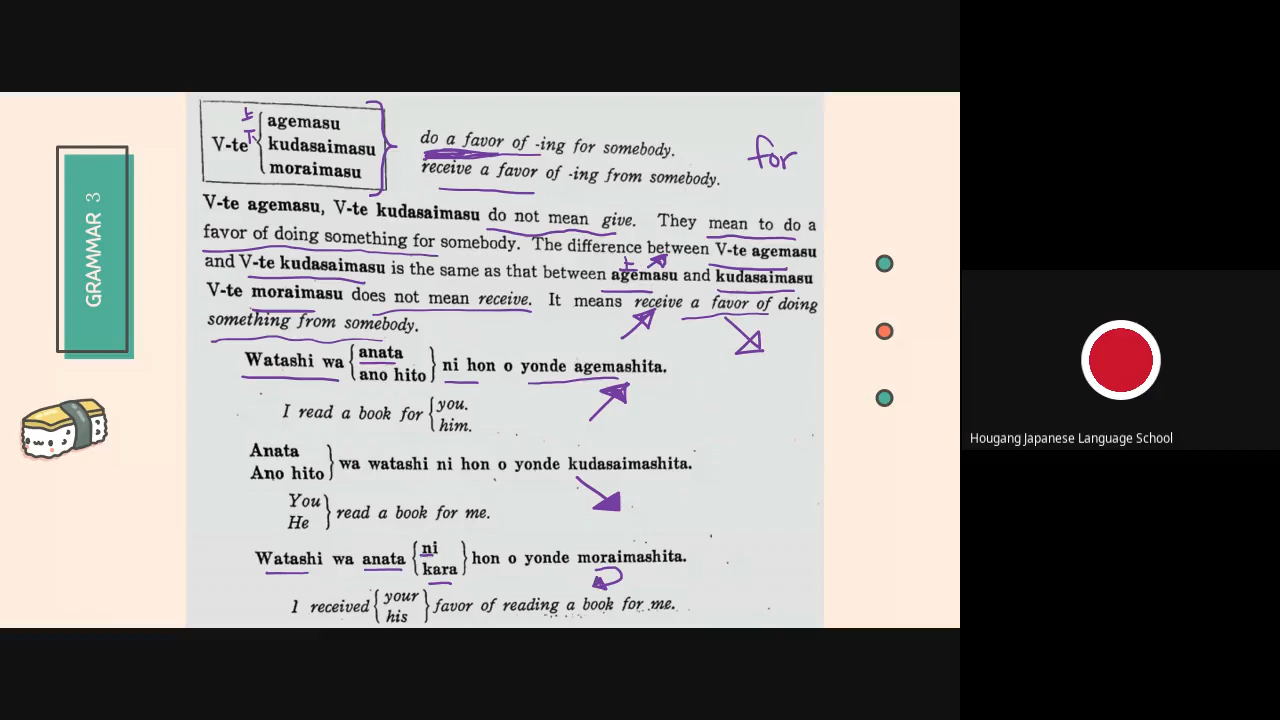 GRAMMAR 3
上
下
agemasu
V-te kudasaimasu
moraimasu
do a favor of -ing for somebody.
receive a favor of -ing from somebody.
for
V-te agemasu, V-te kudasaimasu do not mean give. They mean to do a
favor of doing something for somebody. The difference between V-te agemasu
上
and V-te kudasaimasu is the same as that between agemasu and kudasaimasu
V-te moraimasu does not mean receive. It means receive a favor of doing
something from somebody.
Watashi wa { anata
ano hito } ni hon o yonde agemashita.
I read a book for { you.
him.
Anata
Ano hito } wa watashi ni hon o yonde kudasaimashita.
You
He } read a book for me.
Watashi wa anata { ni
kara } hon o yonde moraimashita.
I received { your
his } favor of reading a book for me.
Hougang Japanese Language School